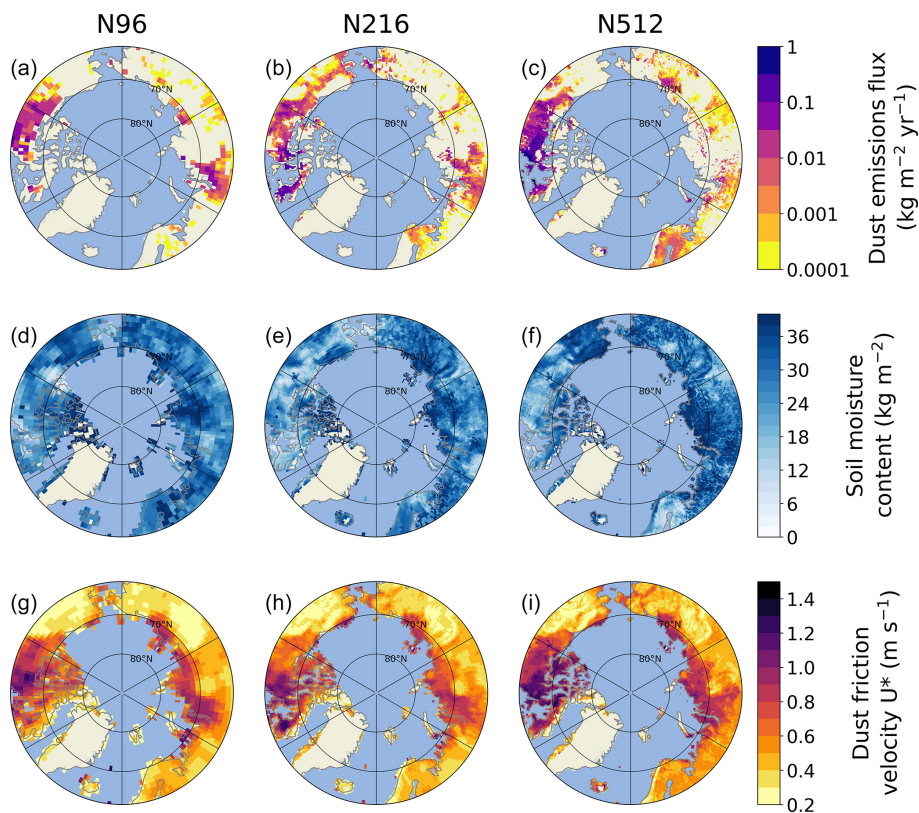 N96 N216 N512
(a) (b) (c)
70°N 70°N 70°N
80°N 80°N 80°N
1
0.1
0.01
0.001
0.0001
Dust emissions flux
(kg m−2 yr−1)
(d) (e) (f)
70°N 70°N 70°N
80°N 80°N 80°N
36
30
24
18
12
6
0
Soil moisture
content (kg m−2)
(g) (h) (i)
70°N 70°N 70°N
80°N 80°N 80°N
1.4
1.2
1.0
0.8
0.6
0.4
0.2
Dust friction
velocity U* (m s−1)